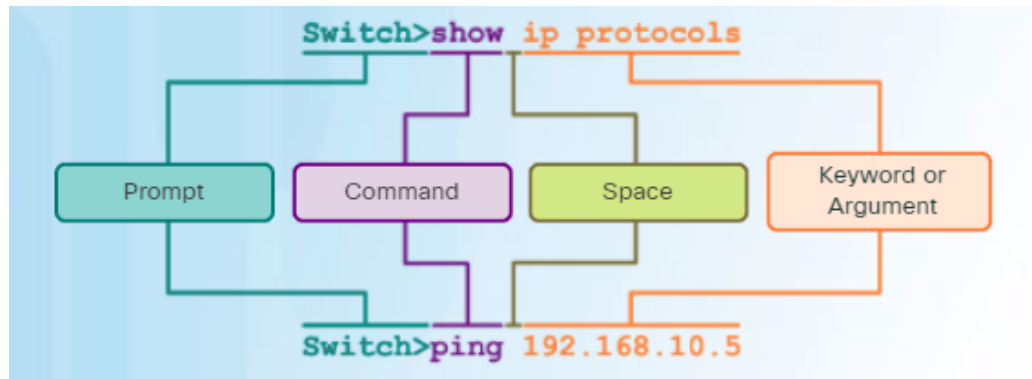 Switch>show ip protocols
Prompt
Command
Space
Keyword or
Argument
Switch>ping 192.168.10.5